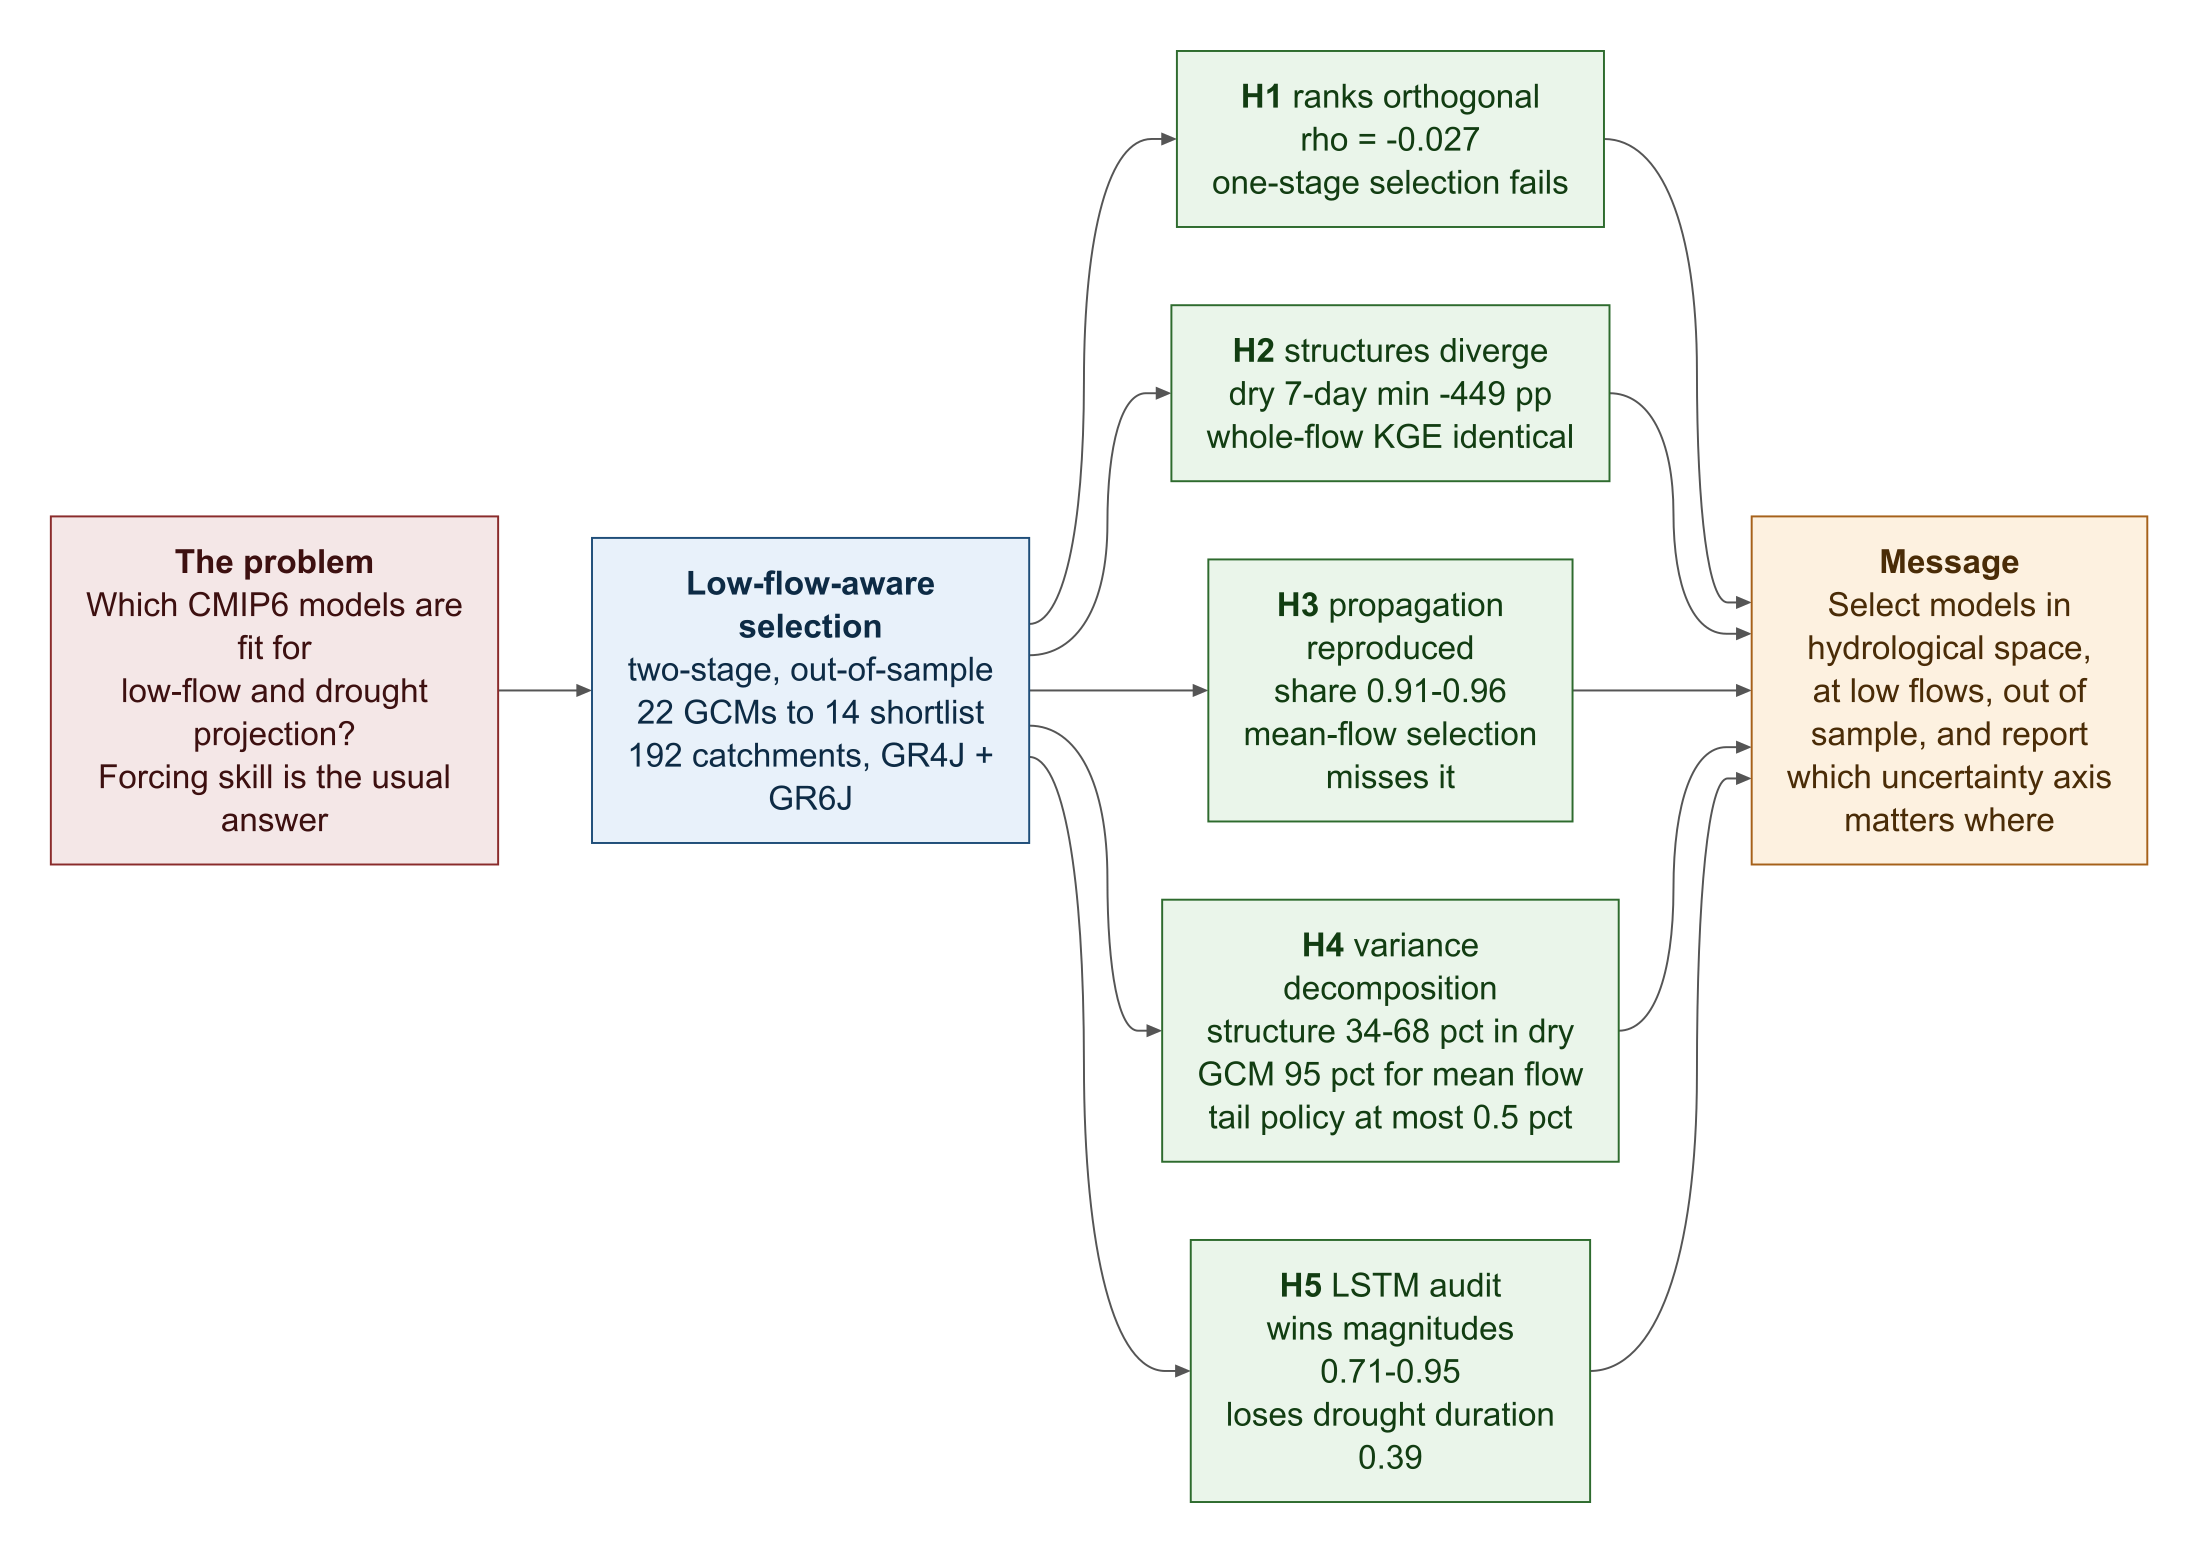 The problem
Which CMIP6 models are
fit for
low-flow and drought
projection?
Forcing skill is the usual
answer
Low-flow-aware
selection
two-stage, out-of-sample
22 GCMs to 14 shortlist
192 catchments, GR4J +
GR6J
H1 ranks orthogonal
rho = -0.027
one-stage selection fails
H2 structures diverge
dry 7-day min -449 pp
whole-flow KGE identical
H3 propagation
reproduced
share 0.91-0.96
mean-flow selection
misses it
H4 variance
decomposition
structure 34-68 pct in dry
GCM 95 pct for mean flow
tail policy at most 0.5 pct
H5 LSTM audit
wins magnitudes
0.71-0.95
loses drought duration
0.39
Message
Select models in
hydrological space,
at low flows, out of
sample, and report
which uncertainty axis
matters where